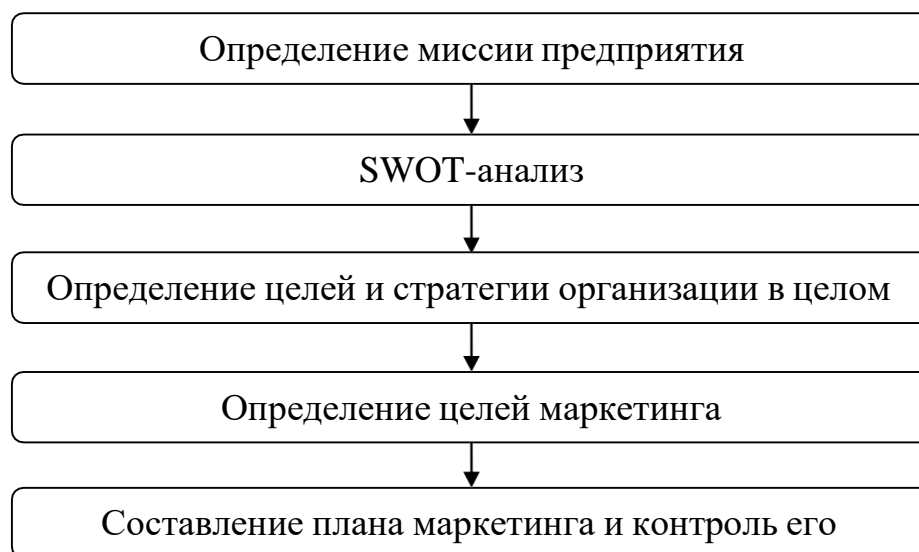 Определение миссии предприятия
SWOT-анализ
Определение целей и стратегии организации в целом
Определение целей маркетинга
Составление плана маркетинга и контроль его